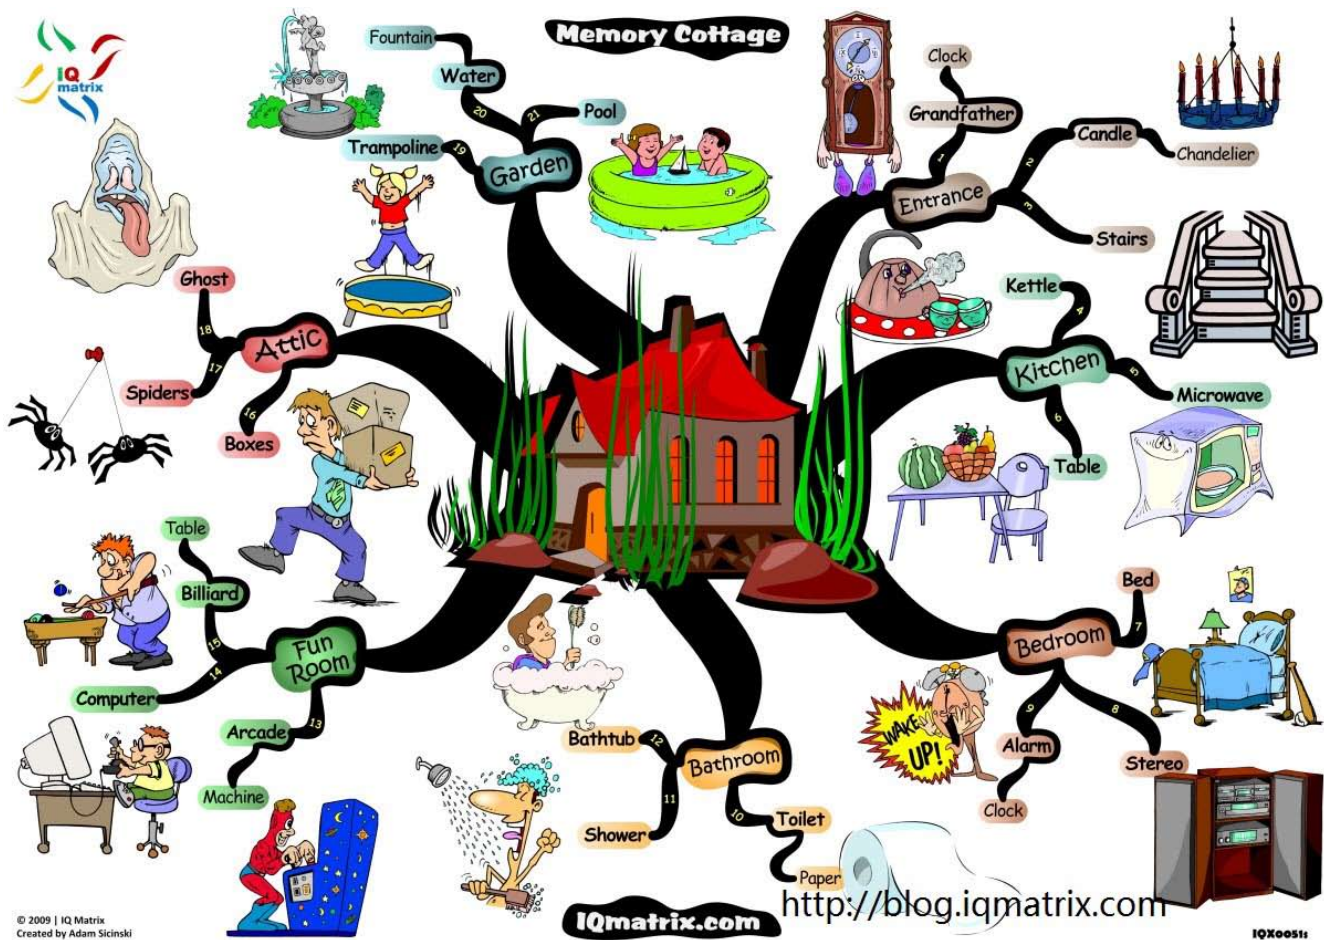 Memory Cottage
IQ
matrix
Fountain
Water
20
21
Pool
Trampoline
19
Garden
Clock
Grandfather
1
2
Candle
Chandelier
Entrance
3
Stairs
Kettle
4
Kitchen
5
Microwave
6
Table
Ghost
18
Attic
17
Spiders
16
Boxes
Table
Billiard
15
Fun
Room
14
Computer
13
Arcade
Machine
Bed
7
Bedroom
9
8
Alarm
Stereo
Clock
WAKE
UP!
Bathtub
12
Bathroom
11
10
Shower
Toilet
Paper
http://blog.iqmatrix.com
IQmatrix.com
© 2009 | IQ Matrix
Created by Adam Sicinski
IQX0051s